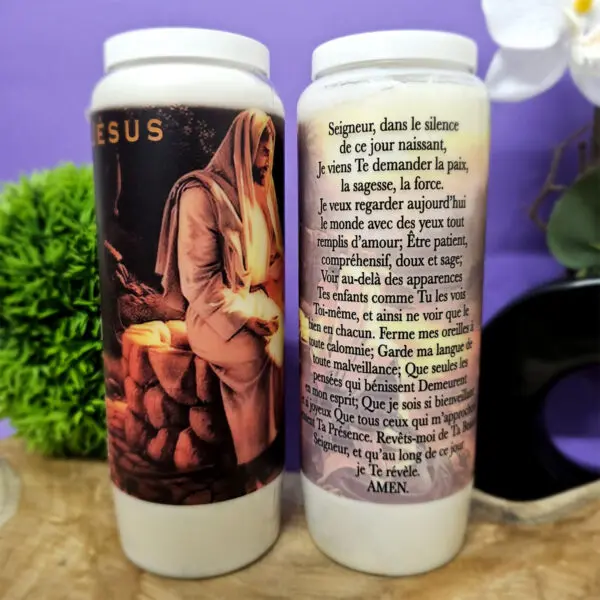 JÉSUS
Seigneur, dans le silence
de ce jour naissant,
Je viens Te demander la paix,
la sagesse, la force.
Je veux regarder aujourd'hui
le monde avec des yeux tout
remplis d'amour; Être patient,
compréhensif, doux et sage;
Voir au-delà des apparences
Tes enfants comme Tu les vois
Toi-même, et ainsi ne voir que le
bien en chacun. Ferme mes oreilles à
toute calomnie; Garde ma langue de
toute malveillance; Que seules les
pensées qui bénissent Demeurent
en mon esprit; Que je sois si bienveillant
et si joyeux Que tous ceux qui m'approchent
Ta Présence. Revêts-moi de Ta
Seigneur, et qu'au long de ce jour
je Te révèle.
AMEN.